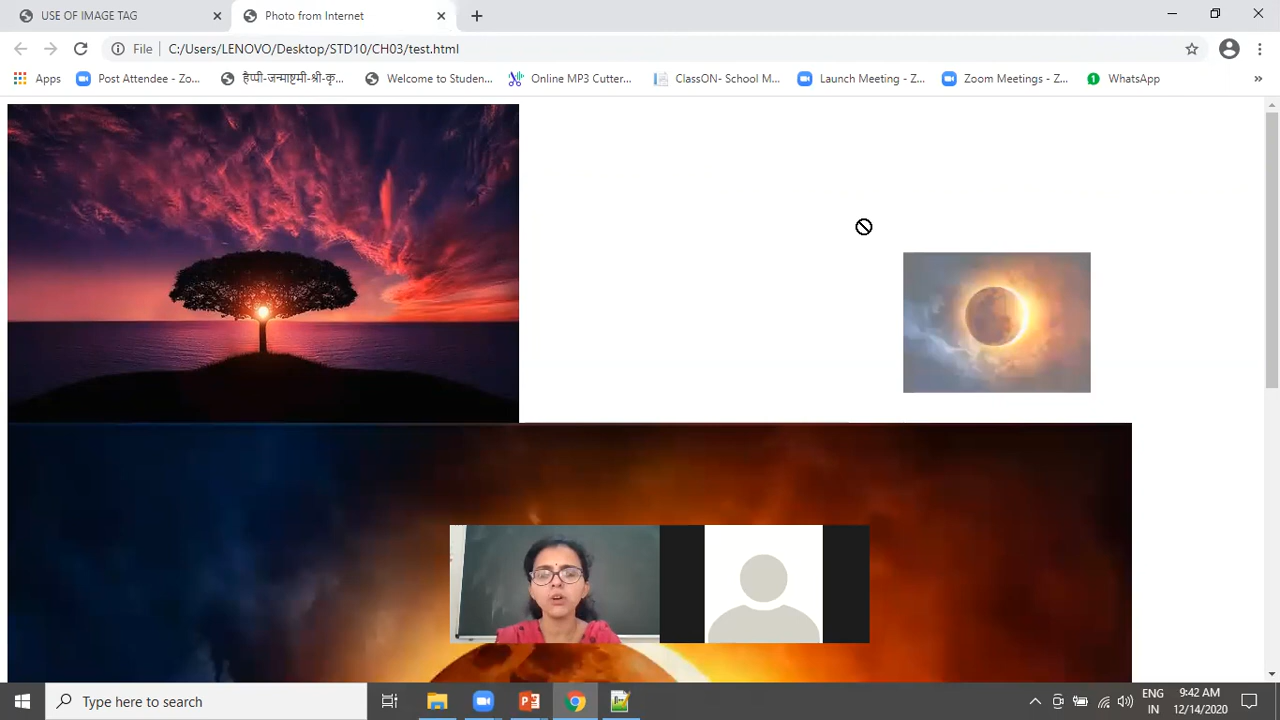 USE OF IMAGE TAG
Photo from Internet
File C:/Users/LENOVO/Desktop/STD10/CH03/test.html
Apps Post Attendee - Zo... हैप्पी-जन्माष्टमी-श्री-कृ... Welcome to Studen... Online MP3 Cutter... ClassON- School M... Launch Meeting - Z... Zoom Meetings - Z... WhatsApp
Type here to search
ENG
IN
9:42 AM
12/14/2020